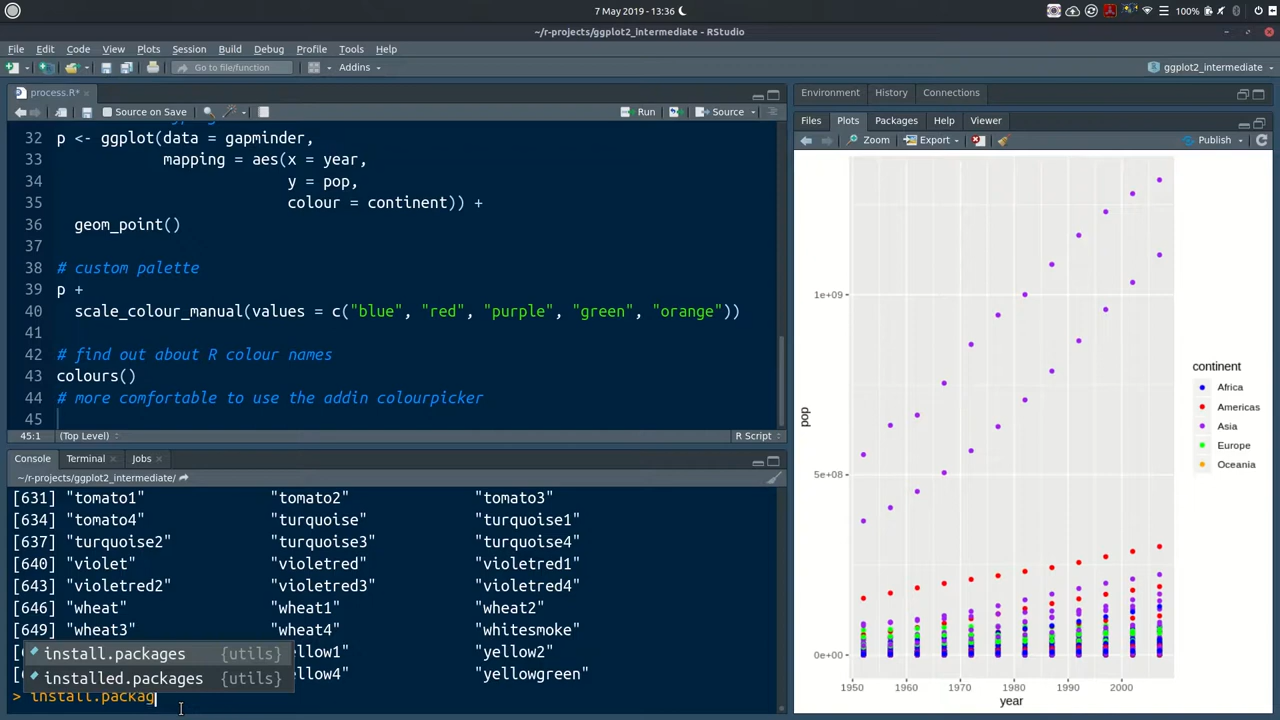 7 May 2019 - 13:36
100%
~/r-projects/ggplot2_intermediate - RStudio
File Edit Code View Plots Session Build Debug Profile Tools Help
Go to file/function Addins ggplot2_intermediate
process.R*
Source on Save Run Source
32 p <- ggplot(data = gapminder,
33 mapping = aes(x = year,
34 y = pop,
35 colour = continent)) +
36 geom_point()
37
38 # custom palette
39 p +
40 scale_colour_manual(values = c("blue", "red", "purple", "green", "orange"))
41
42 # find out about R colour names
43 colours()
44 # more comfortable to use the addin colourpicker
45
45:1 (Top Level) R Script
Console Terminal Jobs
~/r-projects/ggplot2_intermediate/
[631] "tomato1" "tomato2" "tomato3"
[634] "tomato4" "turquoise" "turquoise1"
[637] "turquoise2" "turquoise3" "turquoise4"
[640] "violet" "violetred" "violetred1"
[643] "violetred2" "violetred3" "violetred4"
[646] "wheat" "wheat1" "wheat2"
[649] "wheat3" "wheat4" "whitesmoke"
"yellow2"
"yellowgreen"
install.packages {utils}
installed.packages {utils}
> install.packag
Environment History Connections
Files Plots Packages Help Viewer
Zoom Export Publish
pop
1e+09
5e+08
0e+00
1950 1960 1970 1980 1990 2000
year
continent
Africa
Americas
Asia
Europe
Oceania